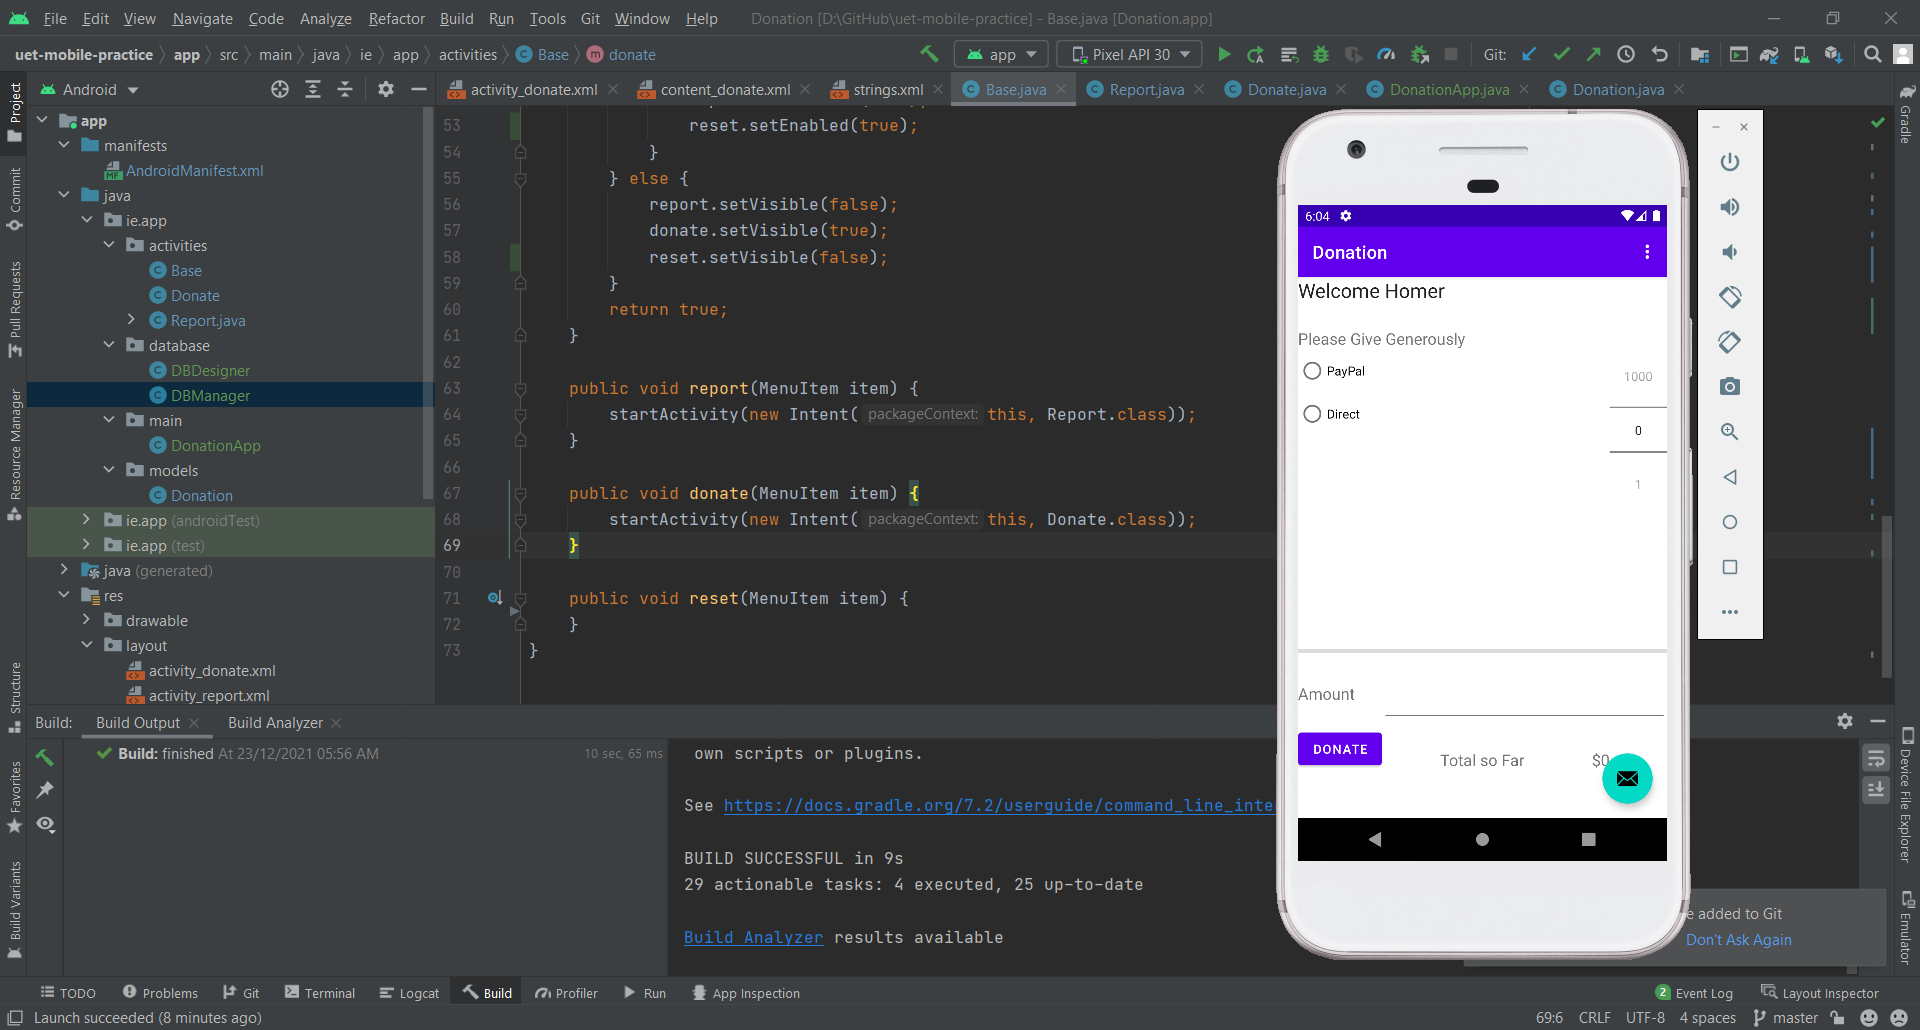 File Edit View Navigate Code Analyze Refactor Build Run Tools Git Window Help Donation [D:\GitHub\uet-mobile-practice] - Base.java [Donation.app]
uet-mobile-practice app src main java ie app activities Base donate app Pixel API 30 Git:
Android
activity_donate.xml content_donate.xml strings.xml Base.java Report.java Donate.java DonationApp.java Donation.java
Project
Commit
Pull Requests
Resource Manager
Structure
Favorites
Build Variants
app
manifests
AndroidManifest.xml
java
ie.app
activities
Base
Donate
Report.java
database
DBDesigner
DBManager
main
DonationApp
models
Donation
ie.app (androidTest)
ie.app (test)
java (generated)
res
drawable
layout
activity_donate.xml
activity_report.xml
53 reset.setEnabled(true);
54 }
55 } else {
56 report.setVisible(false);
57 donate.setVisible(true);
58 reset.setVisible(false);
59 }
60 return true;
61 }
62
63 public void report(MenuItem item) {
64 startActivity(new Intent( packageContext: this, Report.class));
65 }
66
67 public void donate(MenuItem item) {
68 startActivity(new Intent( packageContext: this, Donate.class));
69 }
70
71 public void reset(MenuItem item) {
72 }
73 }
6:04
Donation
Welcome Homer
Please Give Generously
PayPal
Direct
1000
0
1
Amount
DONATE Total so Far $0
Gradle
Device File Explorer
Emulator
Build: Build Output Build Analyzer
Build: finished At 23/12/2021 05:56 AM 10 sec, 65 ms
own scripts or plugins.
See https://docs.gradle.org/7.2/userguide/command_line_inte
BUILD SUCCESSFUL in 9s
29 actionable tasks: 4 executed, 25 up-to-date
Build Analyzer results available
e added to Git
Don't Ask Again
TODO Problems Git Terminal Logcat Build Profiler Run App Inspection 2 Event Log Layout Inspector
Launch succeeded (8 minutes ago) 69:6 CRLF UTF-8 4 spaces master